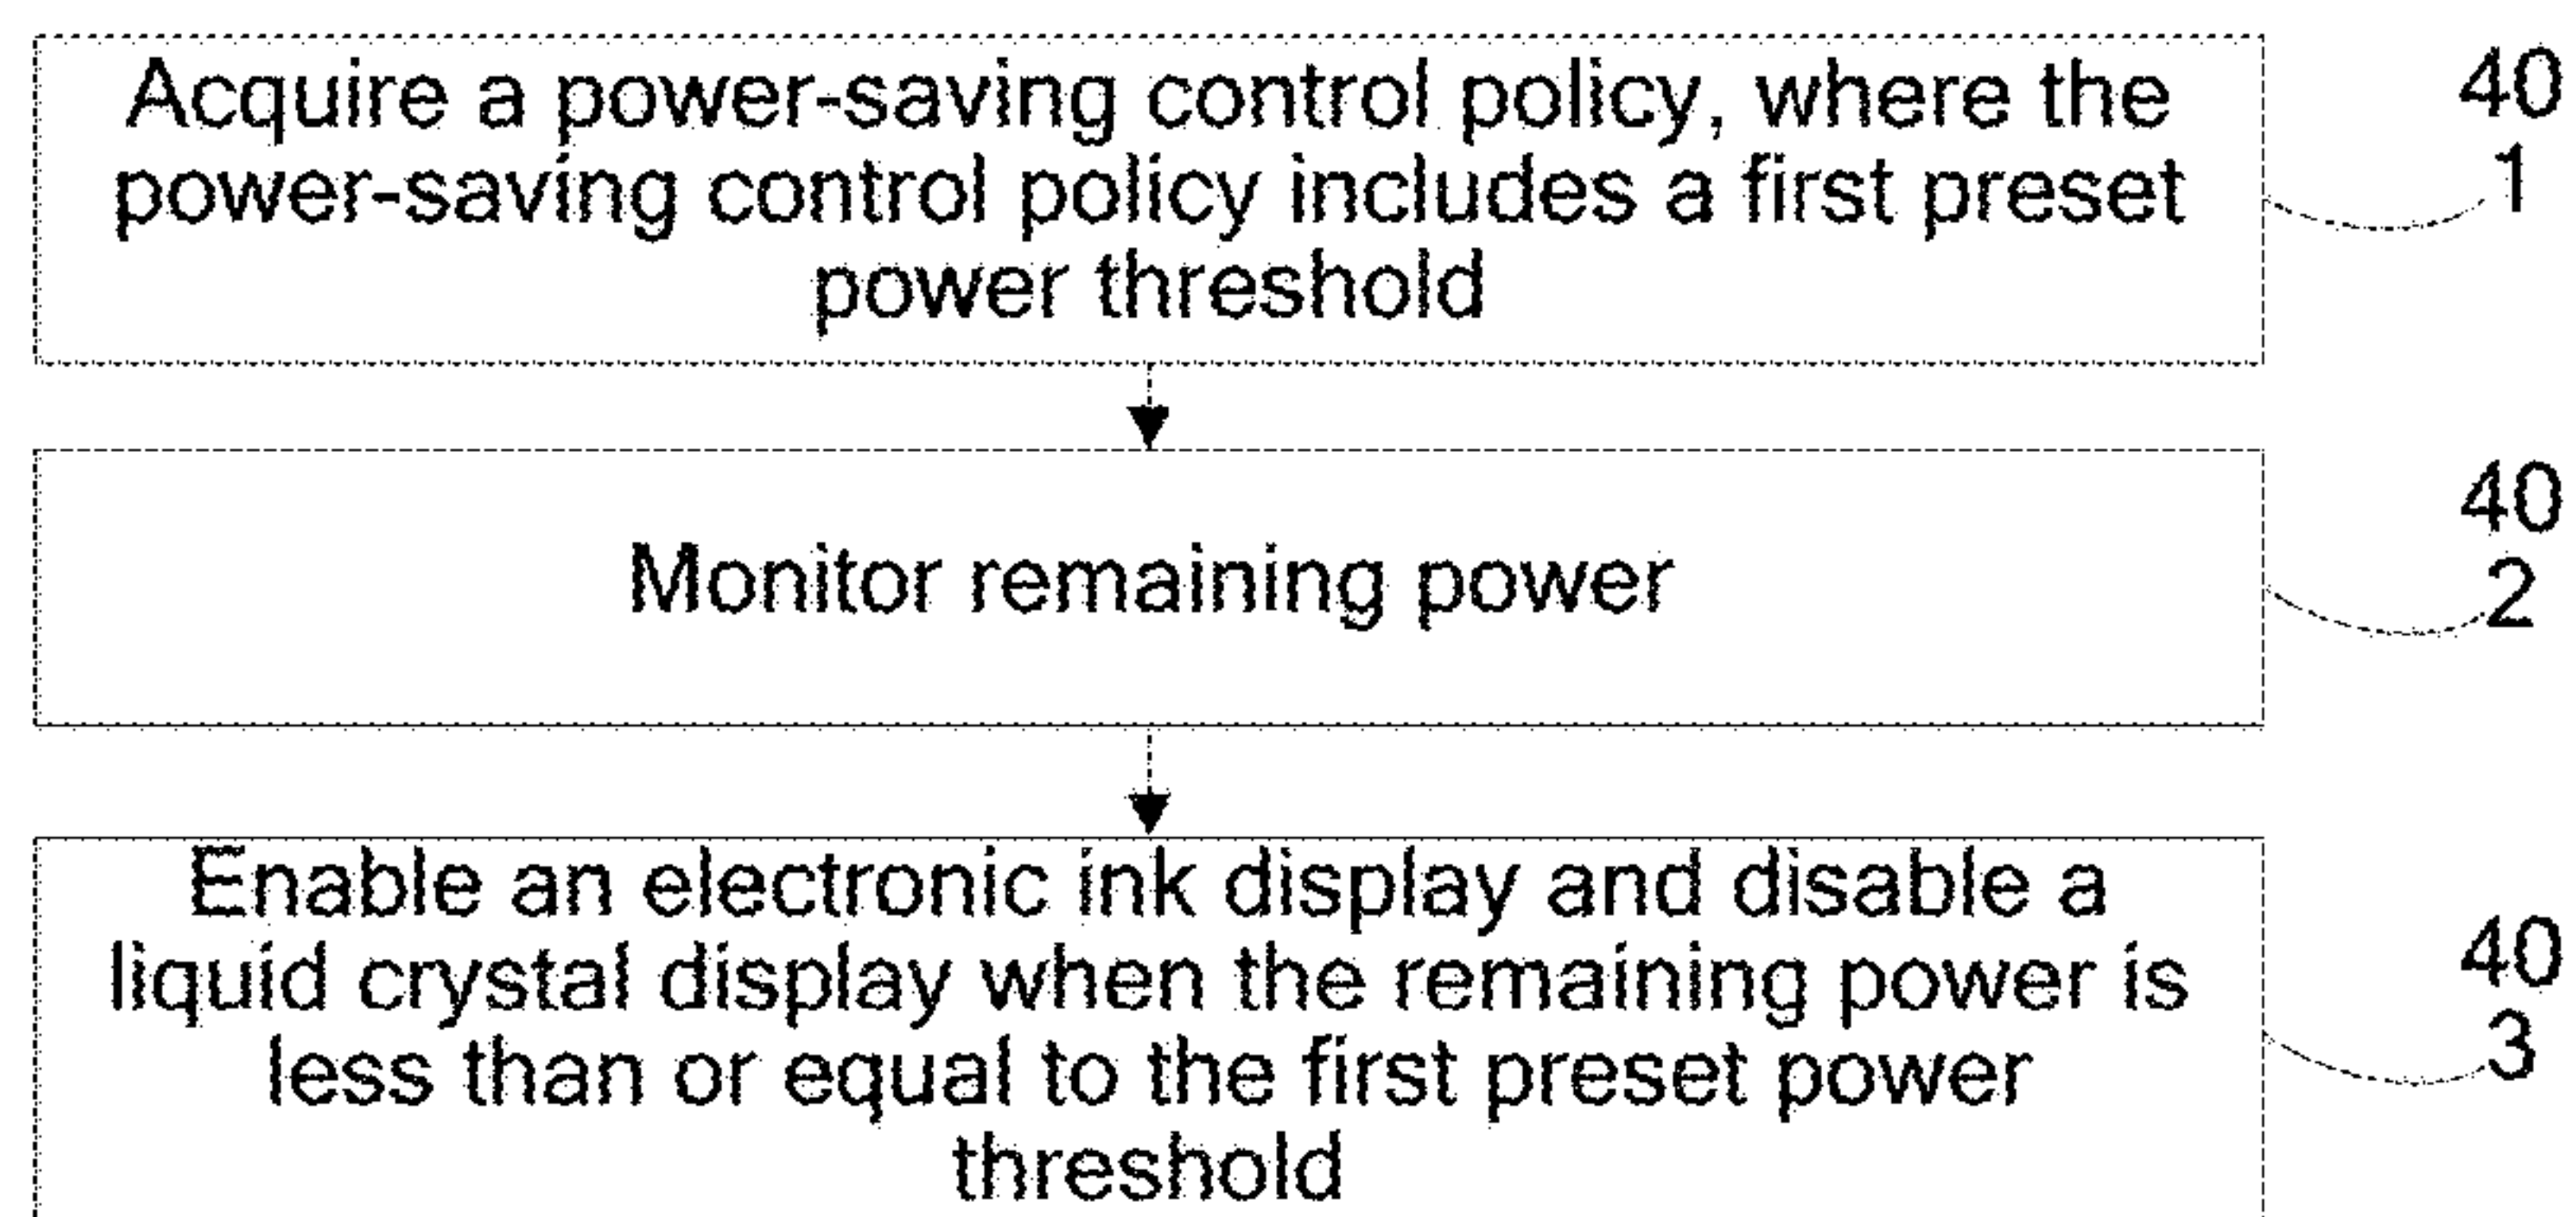 Acquire a power-saving control policy, where the
power-saving control policy includes a first preset
power threshold
40
1
Monitor remaining power
40
2
Enable an electronic ink display and disable a
liquid crystal display when the remaining power is
less than or equal to the first preset power
threshold
40
3